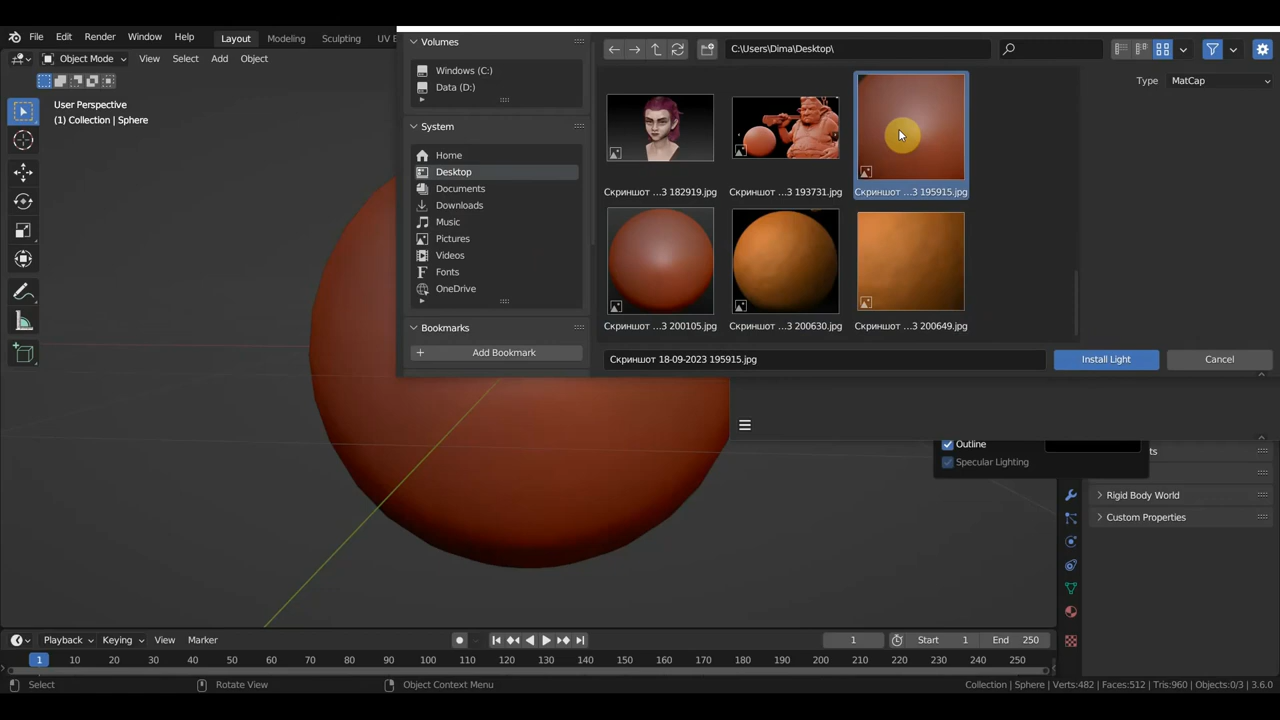 File Edit Render Window Help Layout Modeling Sculpting UV E
Object Mode View Select Add Object
User Perspective
(1) Collection | Sphere
Volumes
Windows (C:)
Data (D:)
System
Home
Desktop
Documents
Downloads
Music
Pictures
Videos
Fonts
OneDrive
Bookmarks
Add Bookmark
C:\Users\Dima\Desktop\
Type MatCap
Скриншот ...3 182919.jpg Скриншот ...3 193731.jpg Скриншот ...3 195915.jpg
Скриншот ...3 200105.jpg Скриншот ...3 200630.jpg Скриншот ...3 200649.jpg
Скриншот 18-09-2023 195915.jpg Install Light Cancel
Outline
Specular Lighting
ts
Rigid Body World
Custom Properties
Playback Keying View Marker 1 Start 1 End 250
1 10 20 30 40 50 60 70 80 90 100 110 120 130 140 150 160 170 180 190 200 210 220 230 240 250
Select Rotate View Object Context Menu Collection | Sphere | Verts:482 | Faces:512 | Tris:960 | Objects:0/3 | 3.6.0